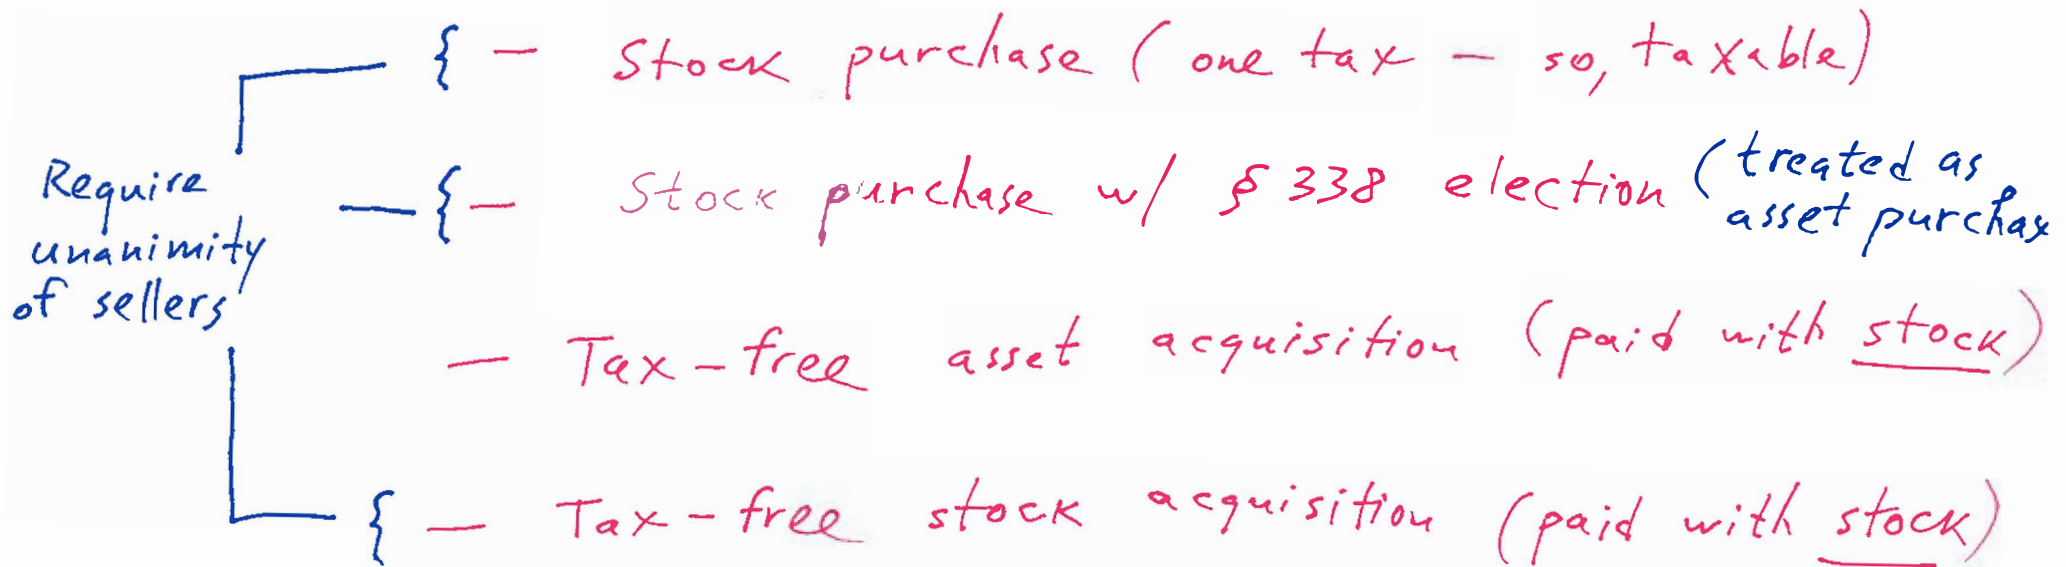 { — Stock purchase (one tax — so, taxable)
Require
unanimity
of sellers
{ — Stock purchase w/ § 338 election (treated as
asset purchase
— Tax-free asset acquisition (paid with stock)
{ — Tax-free stock acquisition (paid with stock)